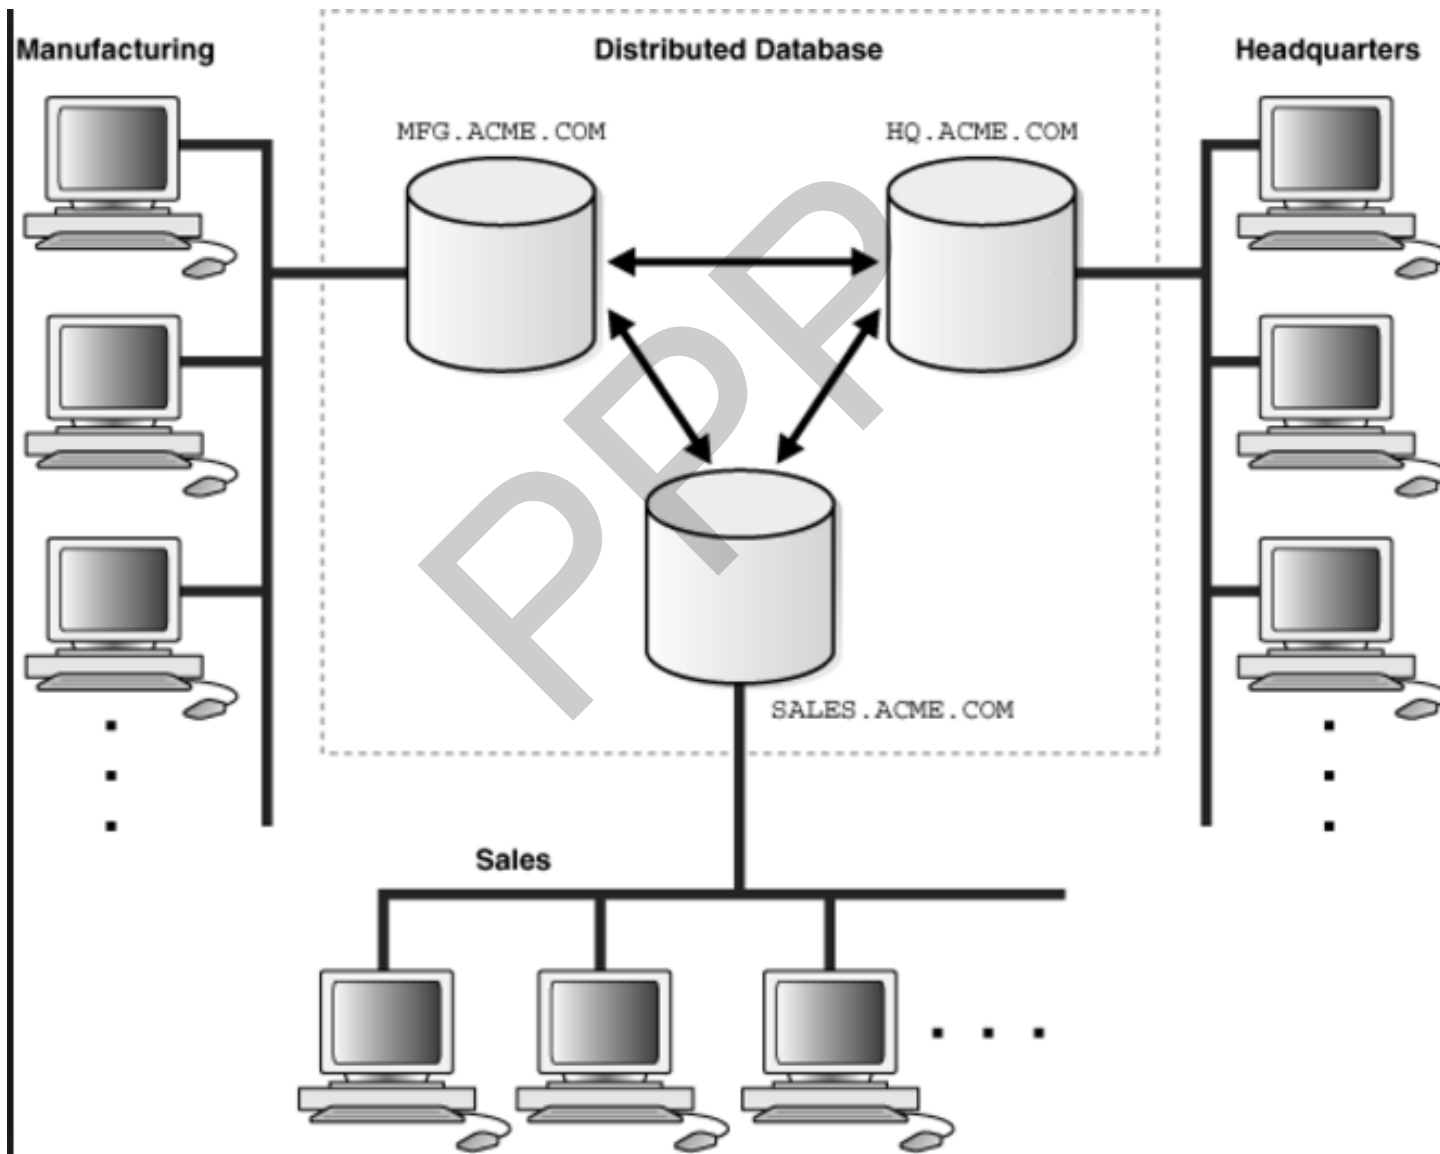 Manufacturing
Distributed Database
Headquarters
MFG.ACME.COM
HQ.ACME.COM
PPP
SALES.ACME.COM
Sales